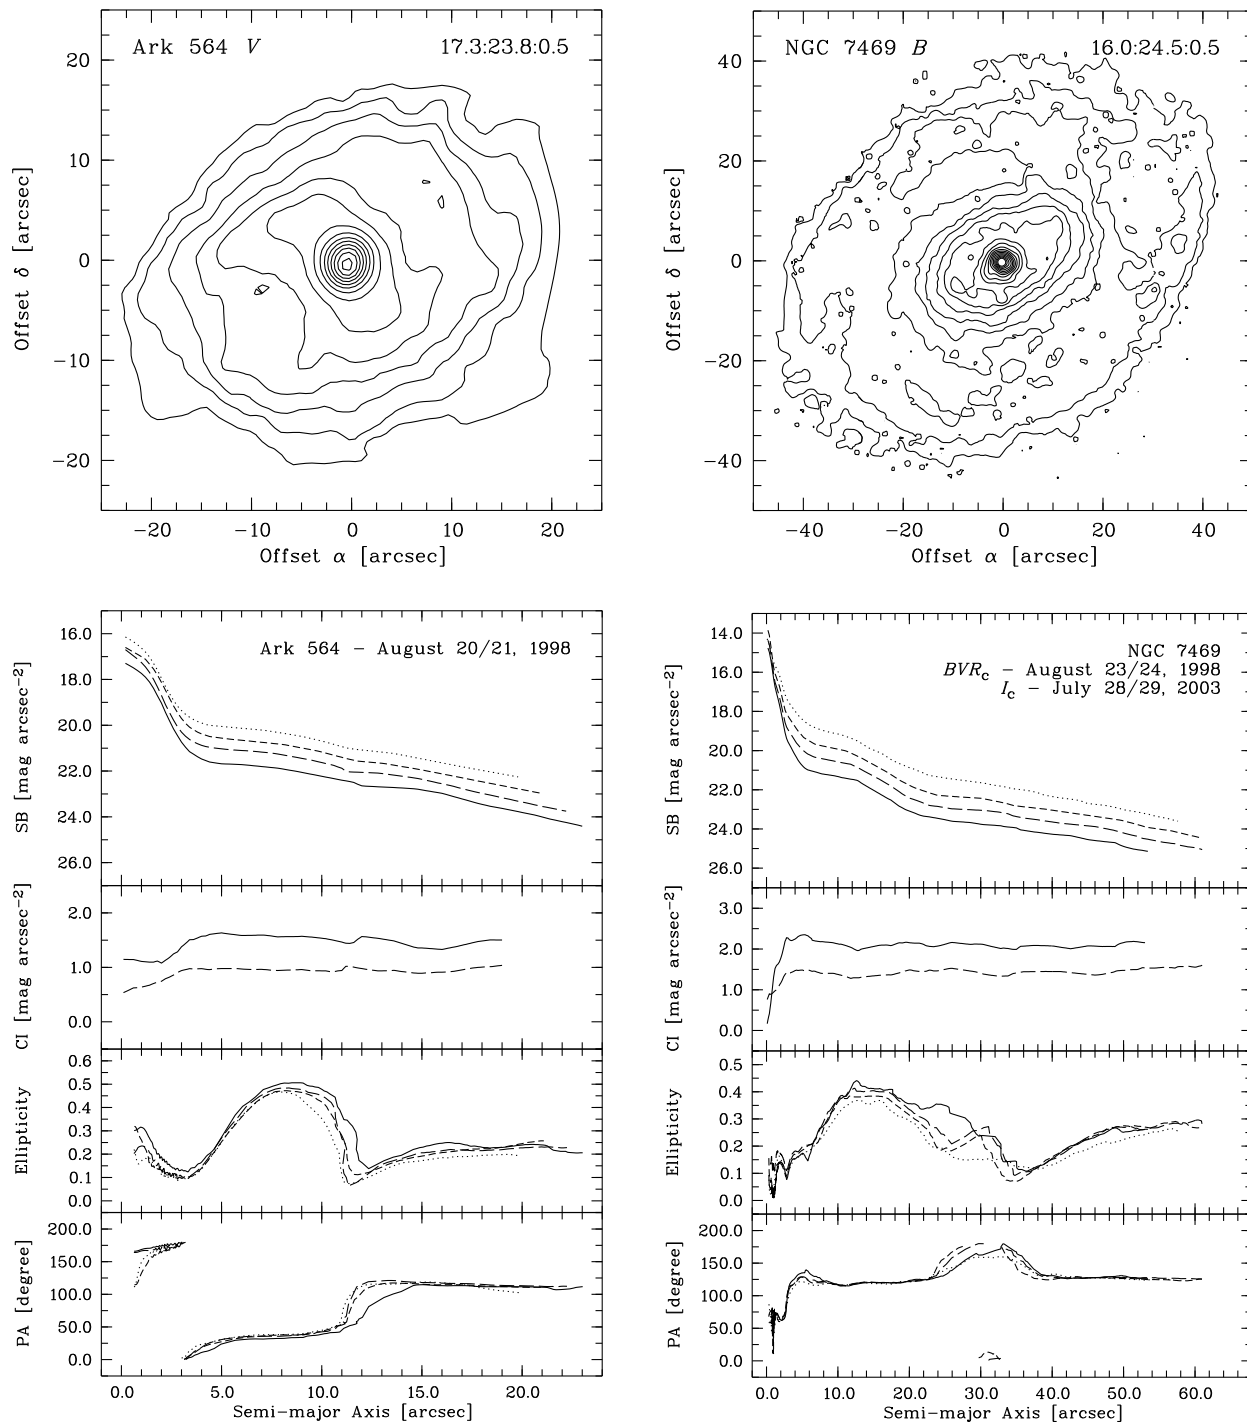 Ark 564 V 17.3:23.8:0.5
20
10
0
−10
−20
Offset δ [arcsec]
−20 −10 0 10 20
Offset α [arcsec]
NGC 7469 B 16.0:24.5:0.5
40
20
0
−20
−40
Offset δ [arcsec]
−40 −20 0 20 40
Offset α [arcsec]
Ark 564 − August 20/21, 1998
16.0
18.0
20.0
22.0
24.0
26.0
SB [mag arcsec−2]
2.0
1.0
0.0
CI [mag arcsec−2]
0.6
0.5
0.4
0.3
0.2
0.1
0.0
Ellipticity
200.0
150.0
100.0
50.0
0.0
PA [degree]
0.0 5.0 10.0 15.0 20.0
Semi−major Axis [arcsec]
NGC 7469
BVRc − August 23/24, 1998
Ic − July 28/29, 2003
14.0
16.0
18.0
20.0
22.0
24.0
26.0
SB [mag arcsec−2]
3.0
2.0
1.0
0.0
CI [mag arcsec−2]
0.5
0.4
0.3
0.2
0.1
0.0
Ellipticity
200.0
150.0
100.0
50.0
0.0
PA [degree]
0.0 10.0 20.0 30.0 40.0 50.0 60.0
Semi−major Axis [arcsec]